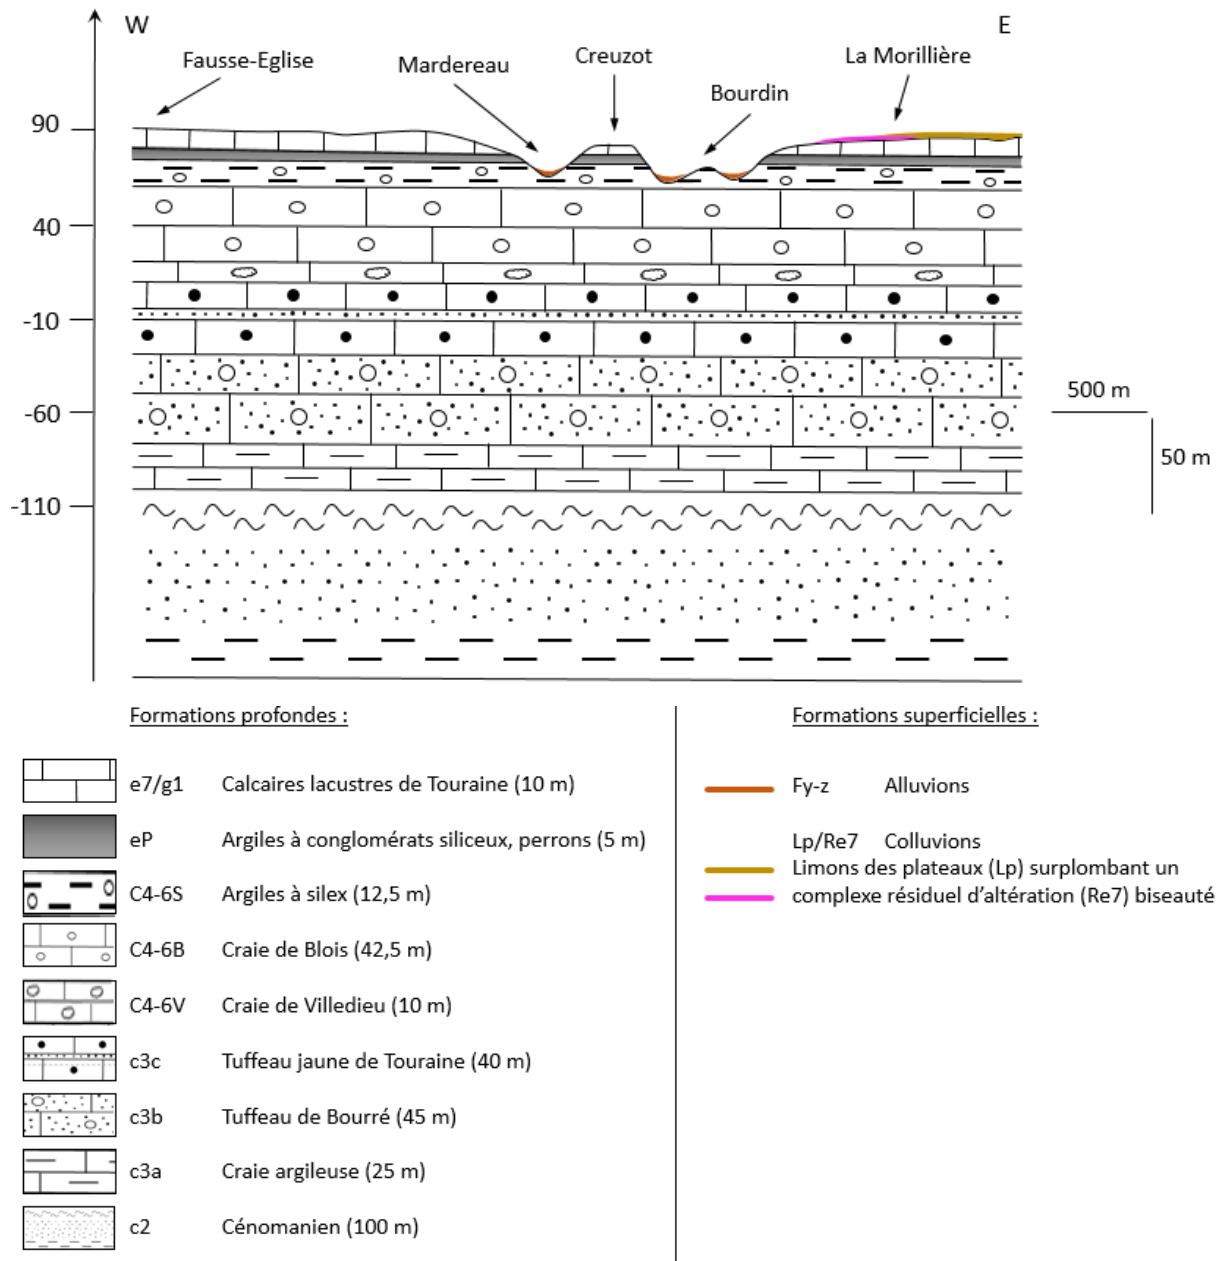 W
E
Fausse-Eglise
Mardereau
Creuzot
Bourdin
La Morillière
90
40
-10
-60
-110
500 m
50 m
Formations profondes :
e7/g1 Calcaires lacustres de Touraine (10 m)
eP Argiles à conglomérats siliceux, perrons (5 m)
C4-6S Argiles à silex (12,5 m)
C4-6B Craie de Blois (42,5 m)
C4-6V Craie de Villedieu (10 m)
c3c Tuffeau jaune de Touraine (40 m)
c3b Tuffeau de Bourré (45 m)
c3a Craie argileuse (25 m)
c2 Cénomanien (100 m)
Formations superficielles :
Fy-z Alluvions
Lp/Re7 Colluvions
Limons des plateaux (Lp) surplombant un
complexe résiduel d'altération (Re7) biseauté